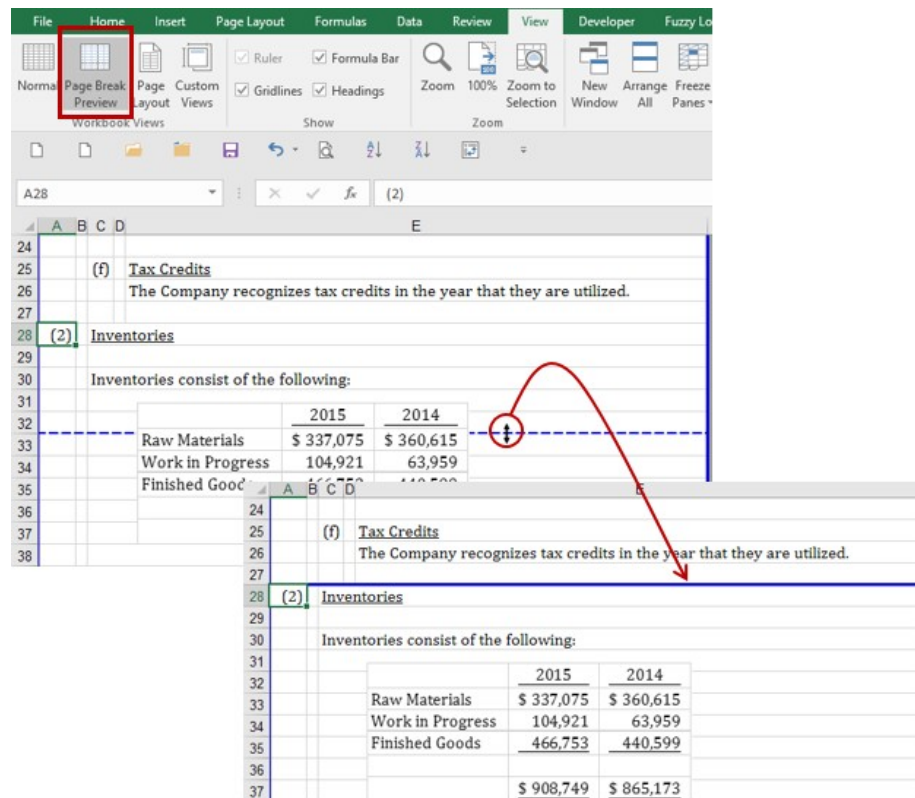 File Home Insert Page Layout Formulas Data Review View Developer Fuzzy Lo
Ruler Formula Bar
Gridlines Headings
Normal Page Break Preview Page Layout Custom Views Zoom 100% Zoom to Selection New Window Arrange All Freeze Panes
Workbook Views Show Zoom
A28 fx (2)
A B C D E
24
25 (f) Tax Credits
26 The Company recognizes tax credits in the year that they are utilized.
27
28 (2) Inventories
29
30 Inventories consist of the following:
31
32 2015 2014
33 Raw Materials $ 337,075 $ 360,615
34 Work in Progress 104,921 63,959
35 Finished
36
37
38
A B C D E
24
25 (f) Tax Credits
26 The Company recognizes tax credits in the year that they are utilized.
27
28 (2) Inventories
29
30 Inventories consist of the following:
31
32 2015 2014
33 Raw Materials $ 337,075 $ 360,615
34 Work in Progress 104,921 63,959
35 Finished Goods 466,753 440,599
36
37 $ 908,749 $ 865,173